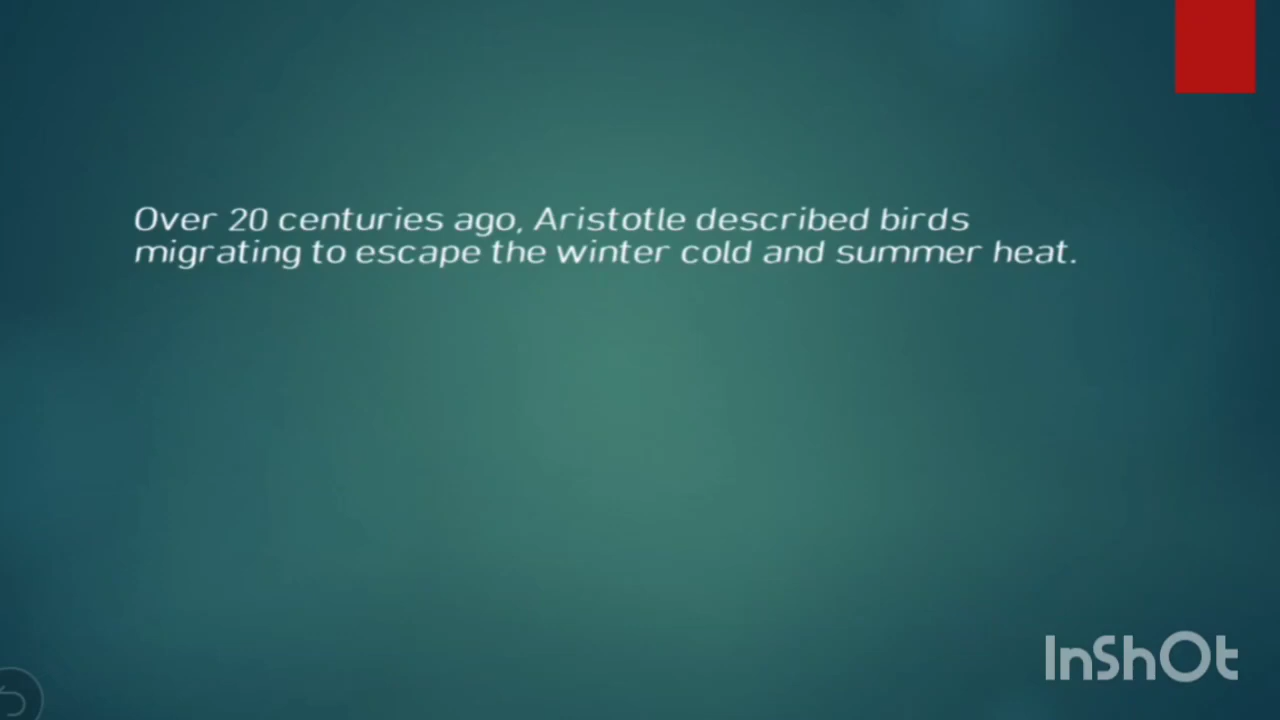 Over 20 centuries ago, Aristotle described birds
migrating to escape the winter cold and summer heat.
InShOt